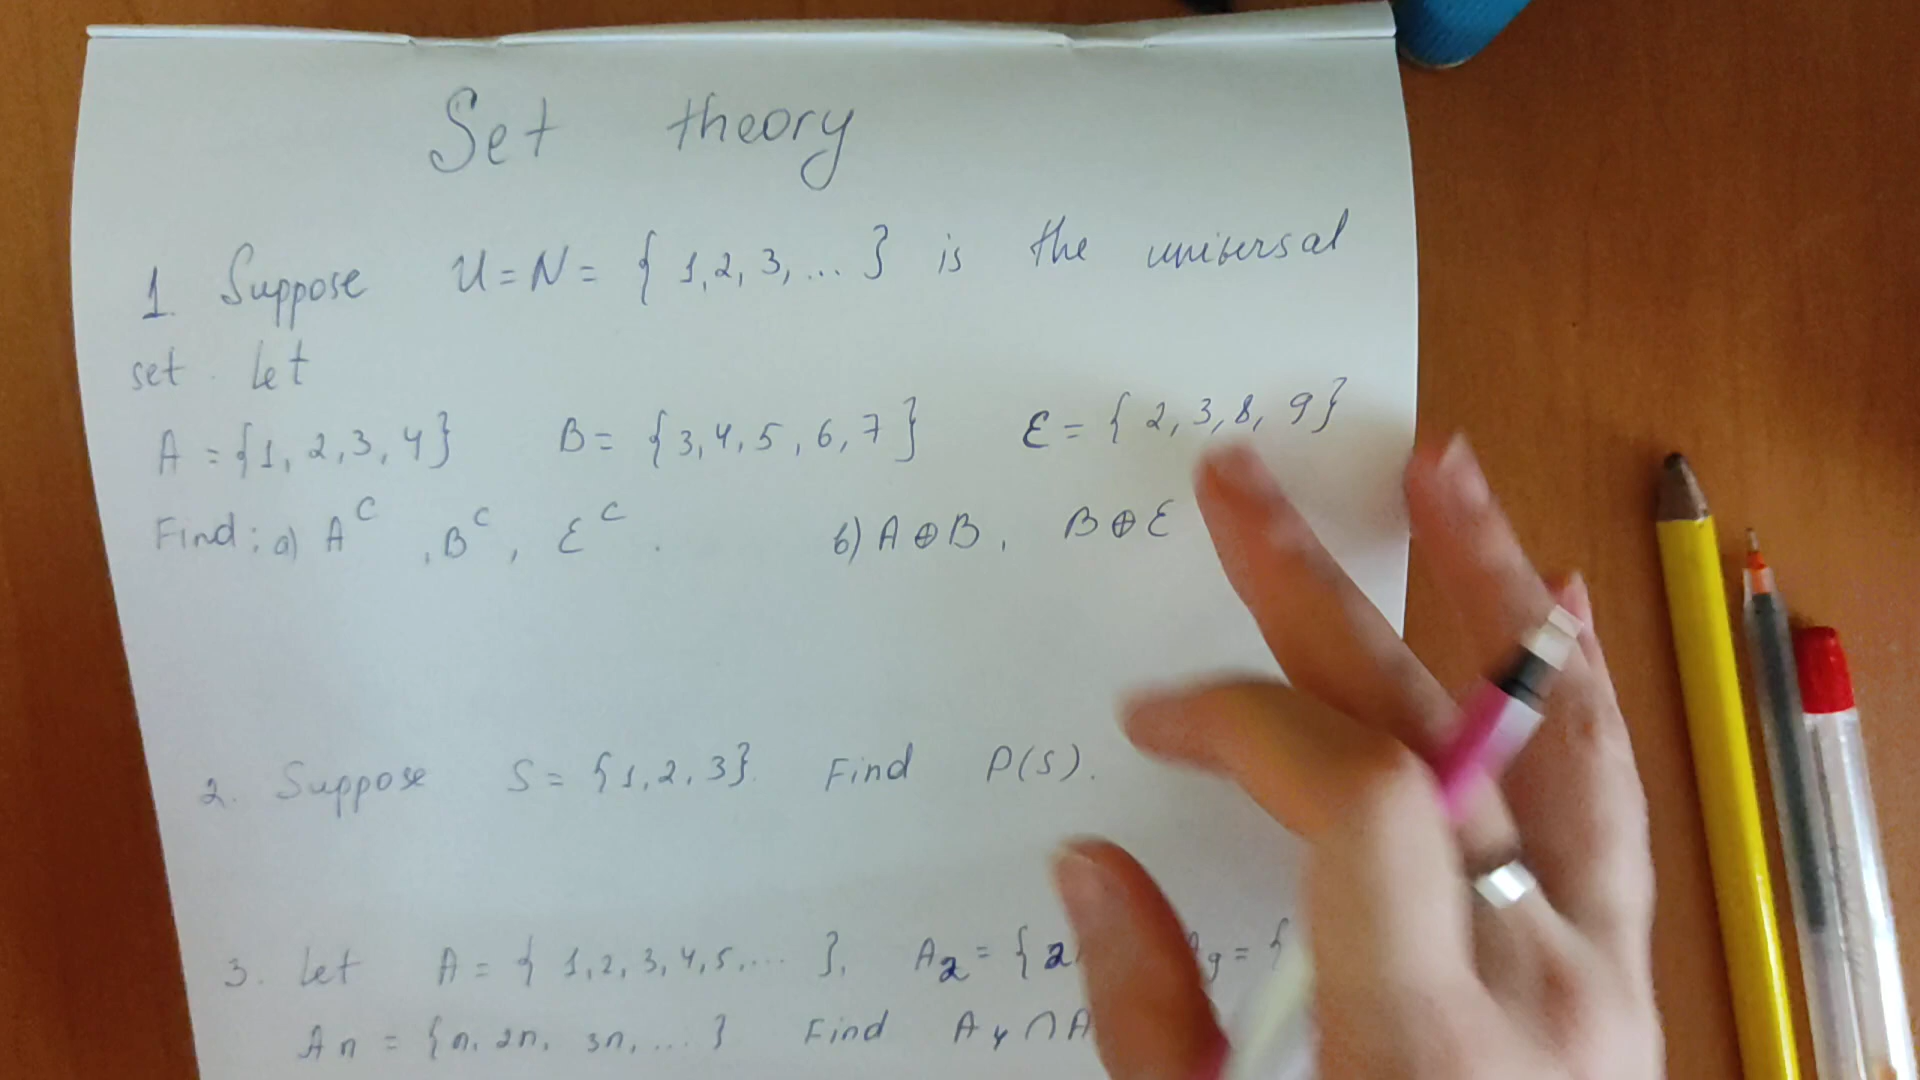 Set theory
1. Suppose U = N = { 1, 2, 3, ... } is the universal
set. Let
A = {1, 2, 3, 4} B = {3, 4, 5, 6, 7} Ɛ = { 2, 3, 8, 9}
Find: a) A^C, B^C, Ɛ^C. b) A ⊕ B, B ⊕ Ɛ
2. Suppose S = {1, 2, 3}. Find P(S).
3. Let A = { 1, 2, 3, 4, 5, ... }, A₂ = { 2 = {
Aₙ = {n, 2n, 3n, ... } Find A₄ ∩ A